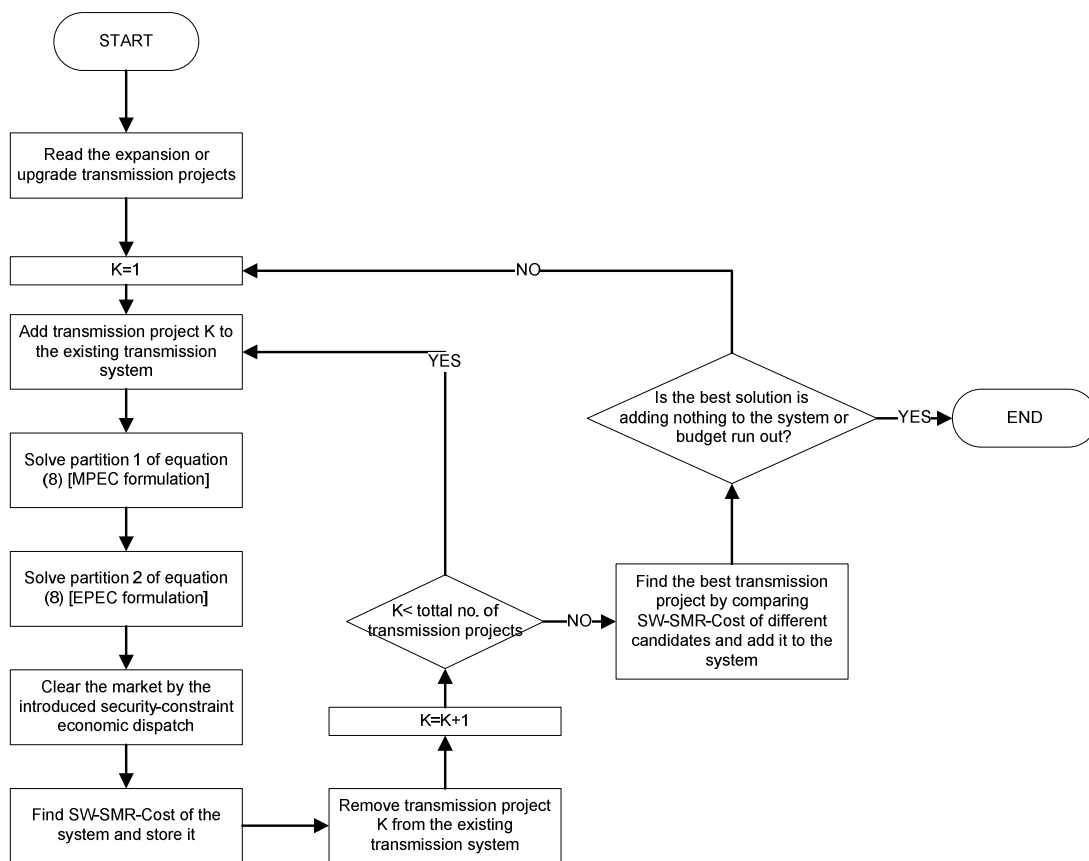 START
Read the expansion or
upgrade transmission projects
K=1
NO
Add transmission project K to
the existing transmission
system
YES
Is the best solution is
adding nothing to the system or
budget run out?
YES
END
Solve partition 1 of equation
(8) [MPEC formulation]
Solve partition 2 of equation
(8) [EPEC formulation]
K< tottal no. of
transmission projects
NO
Find the best transmission
project by comparing
SW-SMR-Cost of different
candidates and add it to the
system
Clear the market by the
introduced security-constraint
economic dispatch
K=K+1
Find SW-SMR-Cost of the
system and store it
Remove transmission project
K from the existing
transmission system